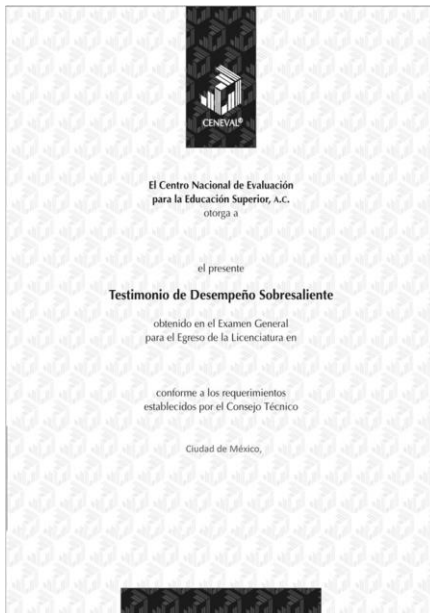 CENEVAL®
El Centro Nacional de Evaluación
para la Educación Superior, A.C.
otorga a
el presente
Testimonio de Desempeño Sobresaliente
obtenido en el Examen General
para el Egreso de la Licenciatura en
conforme a los requerimientos
establecidos por el Consejo Técnico
Ciudad de México,